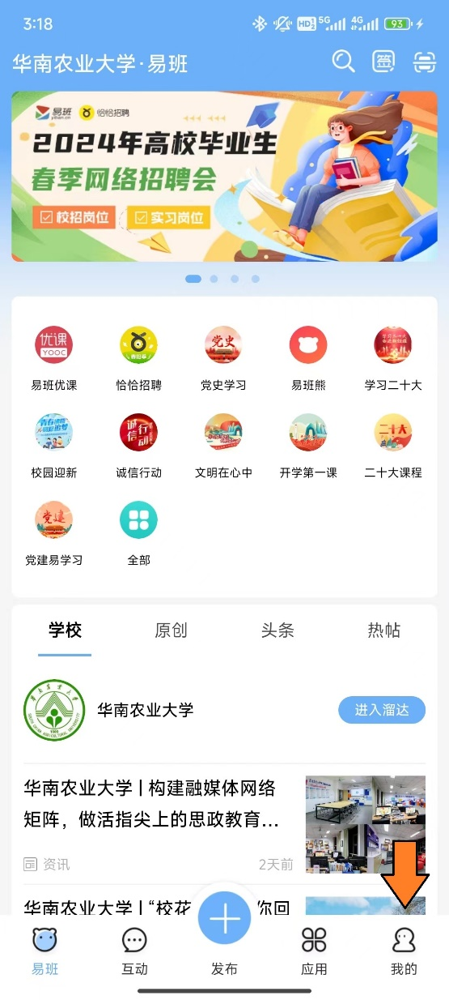 3:18
HD 5G 4G 93
华南农业大学·易班
签
易班 yiban.cn 恰恰招聘
2024年高校毕业生
春季网络招聘会
校招岗位 实习岗位
优课 YOOC 春招季 党史
易班优课 恰恰招聘 党史学习 易班熊 学习二十大
诚信行动 二十大
校园迎新 诚信行动 文明在心中 开学第一课 二十大课程
党建
党建易学习 全部
学校 原创 头条 热帖
华南农业大学 进入溜达
华南农业大学 | 构建融媒体网络
矩阵，做活指尖上的思政教育...
资讯 2天前
华南农业大学 | “校花 你回
易班 互动 发布 应用 我的